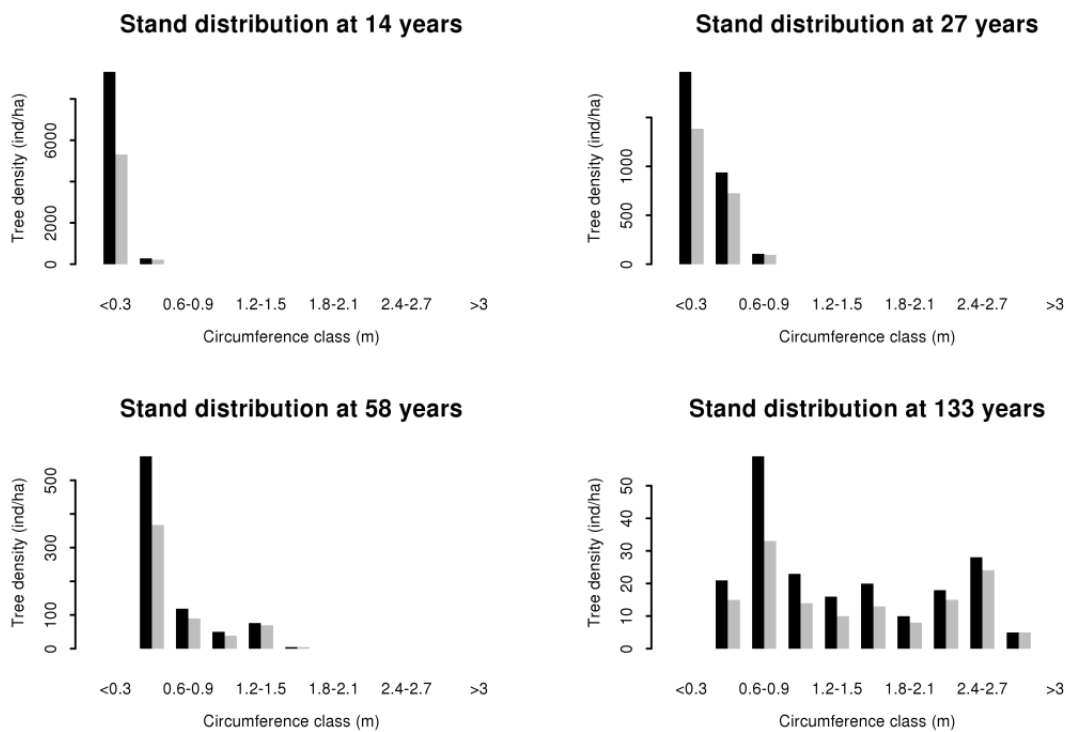 Stand distribution at 14 years
Tree density (ind/ha)
6000
2000
0
<0.3 0.6-0.9 1.2-1.5 1.8-2.1 2.4-2.7 >3
Circumference class (m)
Stand distribution at 27 years
Tree density (ind/ha)
1000
500
0
<0.3 0.6-0.9 1.2-1.5 1.8-2.1 2.4-2.7 >3
Circumference class (m)
Stand distribution at 58 years
Tree density (ind/ha)
500
300
100
0
<0.3 0.6-0.9 1.2-1.5 1.8-2.1 2.4-2.7 >3
Circumference class (m)
Stand distribution at 133 years
Tree density (ind/ha)
50
40
30
20
10
0
<0.3 0.6-0.9 1.2-1.5 1.8-2.1 2.4-2.7 >3
Circumference class (m)